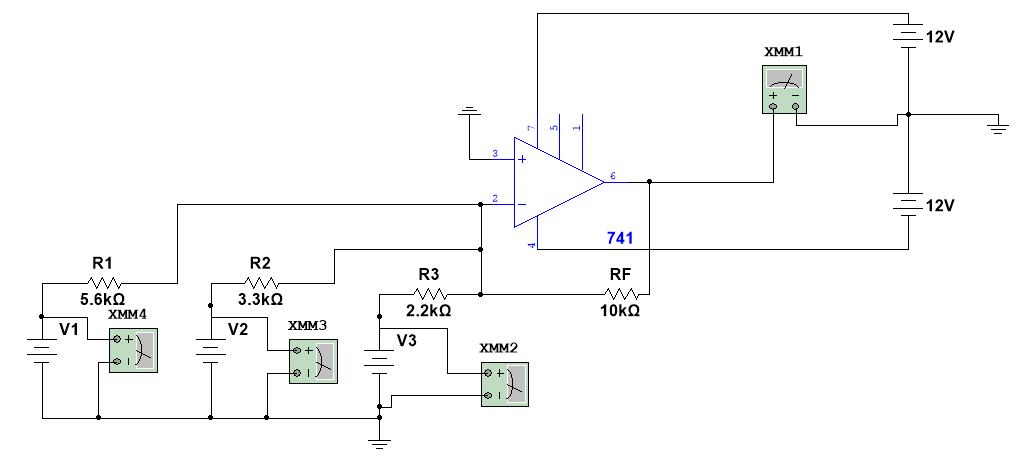 12V
XMM1
7
5
1
3
+
6
2
−
12V
4
741
R1
5.6kΩ
R2
3.3kΩ
R3
2.2kΩ
RF
10kΩ
XMM4
V1
XMM3
V2
V3
XMM2